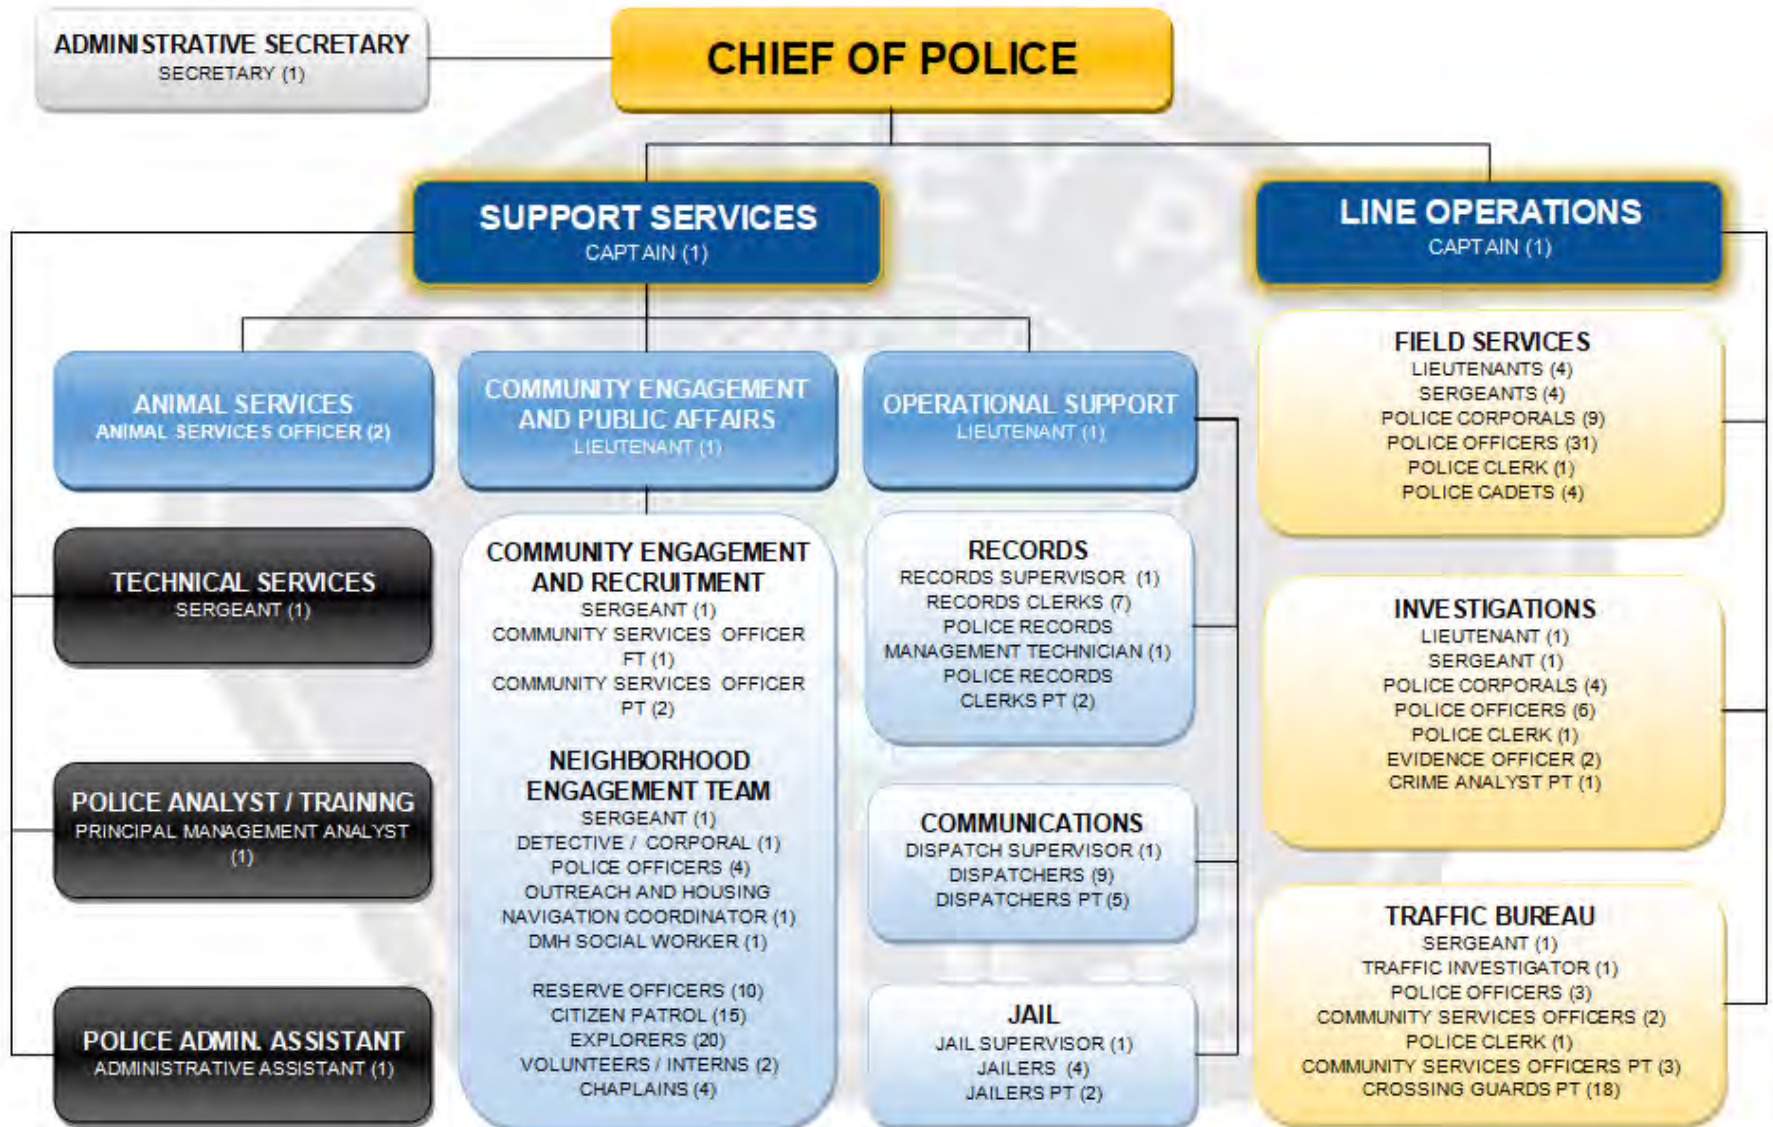 ADMINISTRATIVE SECRETARY
SECRETARY (1)
CHIEF OF POLICE
SUPPORT SERVICES
CAPTAIN (1)
LINE OPERATIONS
CAPTAIN (1)
ANIMAL SERVICES
ANIMAL SERVICES OFFICER (2)
COMMUNITY ENGAGEMENT
AND PUBLIC AFFAIRS
LIEUTENANT (1)
OPERATIONAL SUPPORT
LIEUTENANT (1)
TECHNICAL SERVICES
SERGEANT (1)
POLICE ANALYST / TRAINING
PRINCIPAL MANAGEMENT ANALYST
(1)
POLICE ADMIN. ASSISTANT
ADMINISTRATIVE ASSISTANT (1)
COMMUNITY ENGAGEMENT
AND RECRUITMENT
SERGEANT (1)
COMMUNITY SERVICES OFFICER
FT (1)
COMMUNITY SERVICES OFFICER
PT (2)
NEIGHBORHOOD
ENGAGEMENT TEAM
SERGEANT (1)
DETECTIVE / CORPORAL (1)
POLICE OFFICERS (4)
OUTREACH AND HOUSING
NAVIGATION COORDINATOR (1)
DMH SOCIAL WORKER (1)
RESERVE OFFICERS (10)
CITIZEN PATROL (15)
EXPLORERS (20)
VOLUNTEERS / INTERNS (2)
CHAPLAINS (4)
RECORDS
RECORDS SUPERVISOR (1)
RECORDS CLERKS (7)
POLICE RECORDS
MANAGEMENT TECHNICIAN (1)
POLICE RECORDS
CLERKS PT (2)
COMMUNICATIONS
DISPATCH SUPERVISOR (1)
DISPATCHERS (9)
DISPATCHERS PT (5)
JAIL
JAIL SUPERVISOR (1)
JAILERS (4)
JAILERS PT (2)
FIELD SERVICES
LIEUTENANTS (4)
SERGEANTS (4)
POLICE CORPORALS (9)
POLICE OFFICERS (31)
POLICE CLERK (1)
POLICE CADETS (4)
INVESTIGATIONS
LIEUTENANT (1)
SERGEANT (1)
POLICE CORPORALS (4)
POLICE OFFICERS (6)
POLICE CLERK (1)
EVIDENCE OFFICER (2)
CRIME ANALYST PT (1)
TRAFFIC BUREAU
SERGEANT (1)
TRAFFIC INVESTIGATOR (1)
POLICE OFFICERS (3)
COMMUNITY SERVICES OFFICERS (2)
POLICE CLERK (1)
COMMUNITY SERVICES OFFICERS PT (3)
CROSSING GUARDS PT (18)